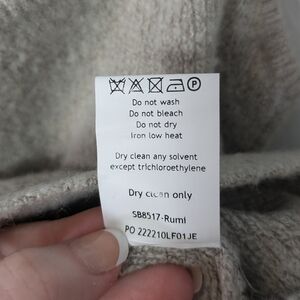 P
Do not wash
Do not bleach
Do not dry
Iron low heat
Dry clean any solvent
except trichloroethylene
Dry clean only
SB8517-Rumi
PO 222210LF01JE